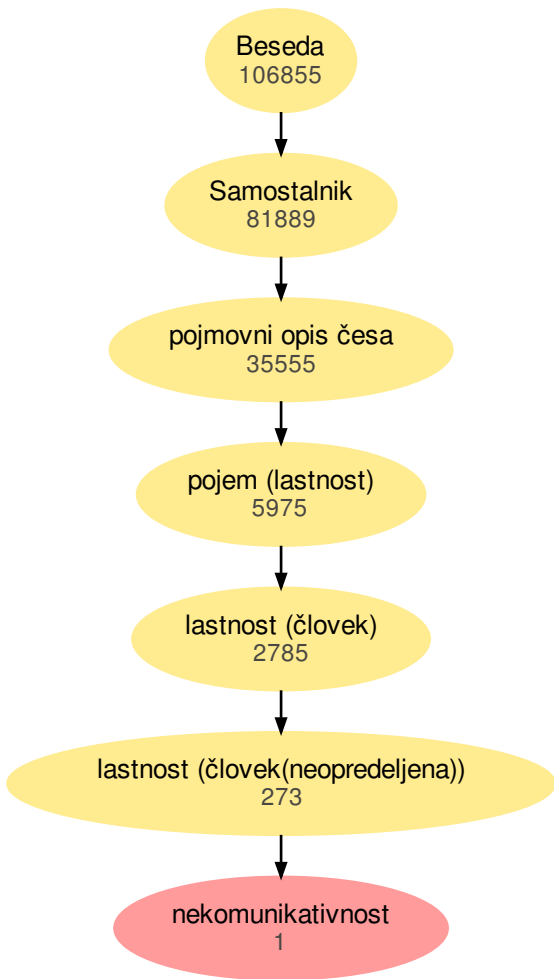 Beseda
106855
Samostalnik
81889
pojmovni opis česa
35555
pojem (lastnost)
5975
lastnost (človek)
2785
lastnost (človek(neopredeljena))
273
nekomunikativnost
1